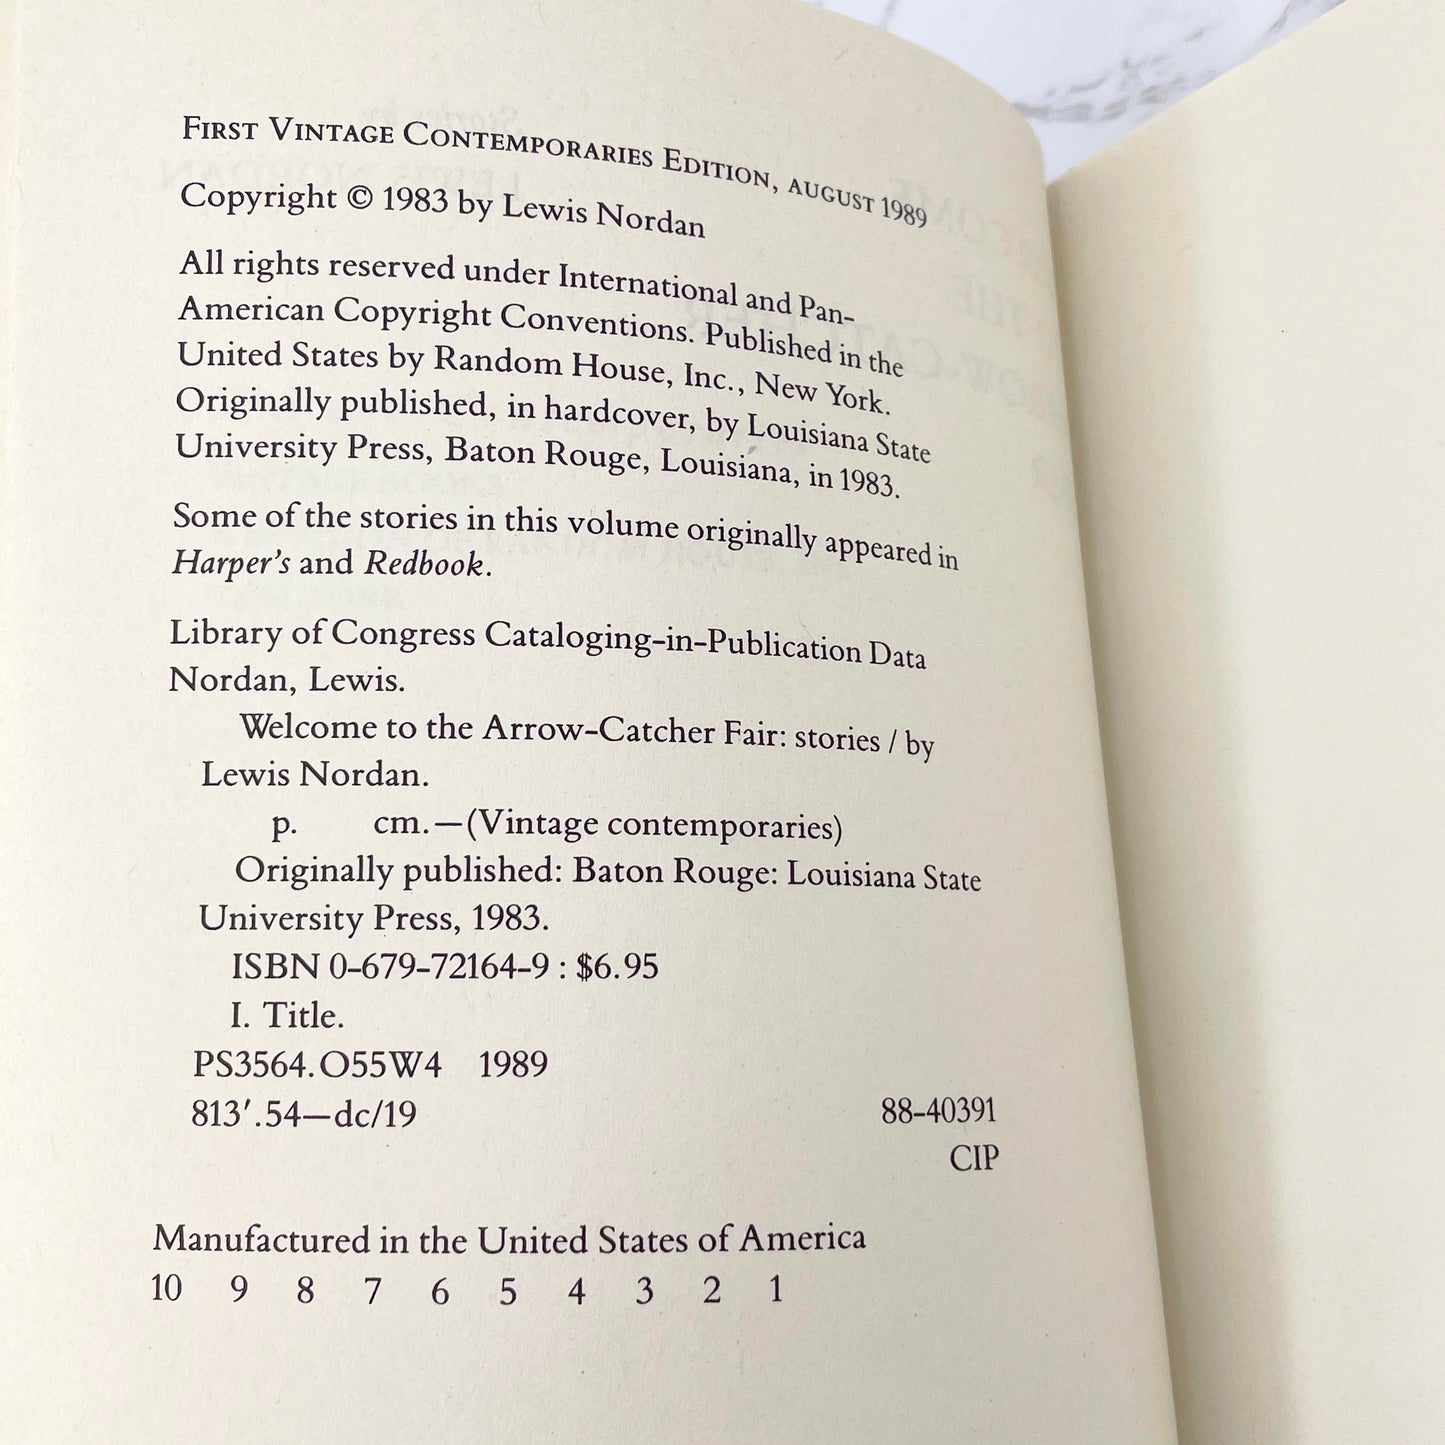 First Vintage Contemporaries Edition, august 1989
Copyright © 1983 by Lewis Nordan
All rights reserved under International and Pan-
American Copyright Conventions. Published in the
United States by Random House, Inc., New York.
Originally published, in hardcover, by Louisiana State
University Press, Baton Rouge, Louisiana, in 1983.
Some of the stories in this volume originally appeared in
Harper's and Redbook.
Library of Congress Cataloging-in-Publication Data
Nordan, Lewis.
Welcome to the Arrow-Catcher Fair: stories / by
Lewis Nordan.
p. cm.—(Vintage contemporaries)
Originally published: Baton Rouge: Louisiana State
University Press, 1983.
ISBN 0-679-72164-9 : $6.95
I. Title.
PS3564.O55W4 1989
813′.54—dc/19 88-40391
CIP
Manufactured in the United States of America
10 9 8 7 6 5 4 3 2 1